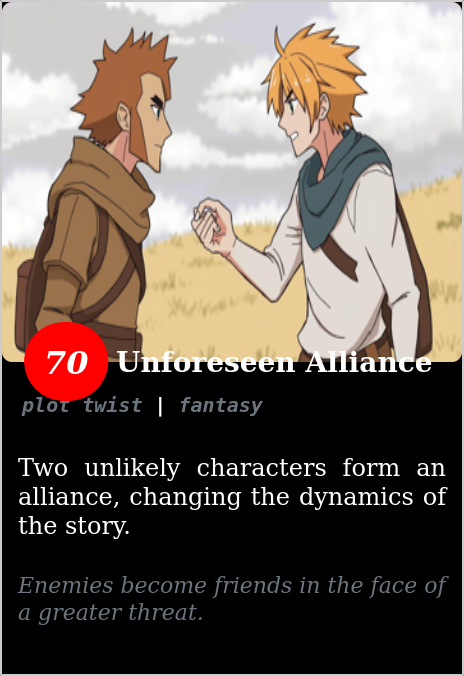 70 Unforeseen Alliance
plot twist | fantasy
Two unlikely characters form an
alliance, changing the dynamics of
the story.
Enemies become friends in the face of
a greater threat.